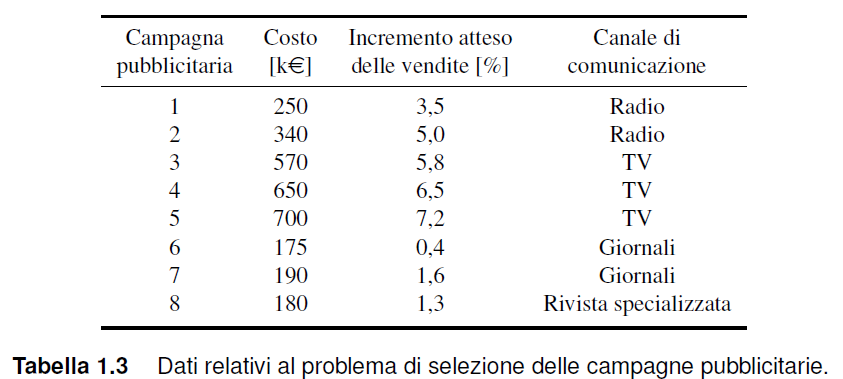 Campagna Costo Incremento atteso Canale di
pubblicitaria [k€] delle vendite [%] comunicazione
1 250 3,5 Radio
2 340 5,0 Radio
3 570 5,8 TV
4 650 6,5 TV
5 700 7,2 TV
6 175 0,4 Giornali
7 190 1,6 Giornali
8 180 1,3 Rivista specializzata
Tabella 1.3 Dati relativi al problema di selezione delle campagne pubblicitarie.